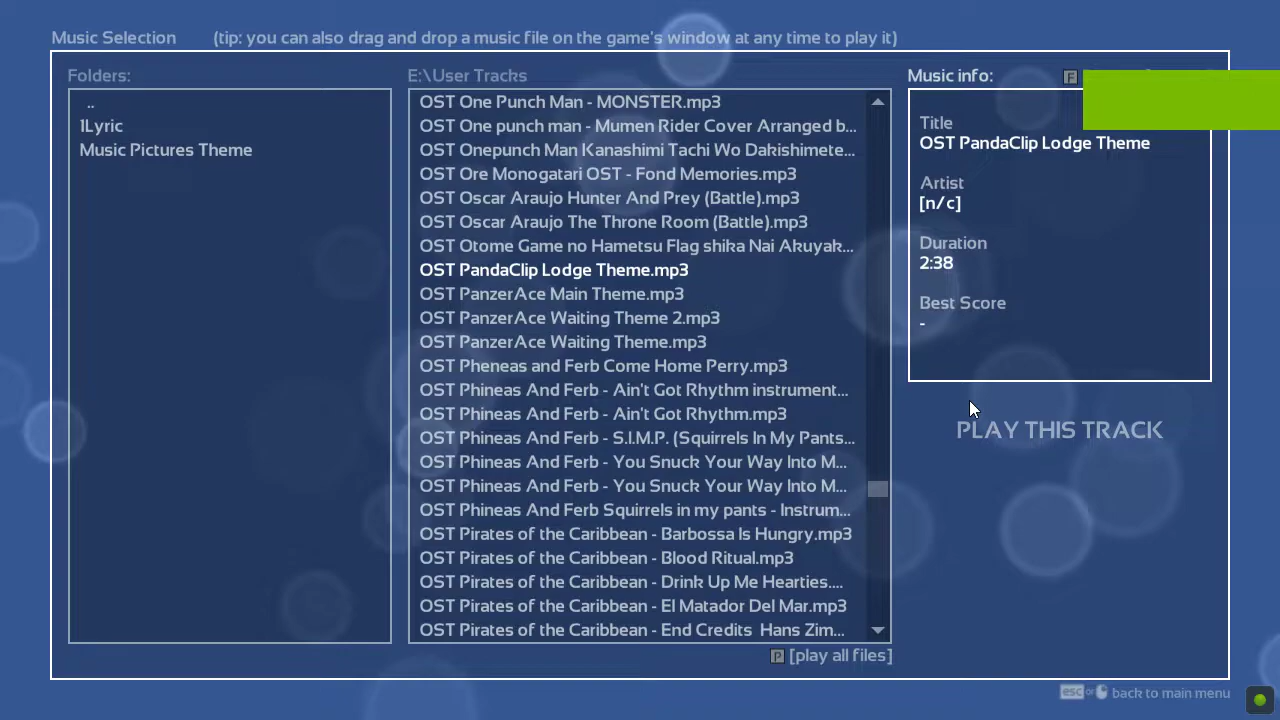 Music Selection (tip: you can also drag and drop a music file on the game's window at any time to play it)
Folders:
..
1Lyric
Music Pictures Theme
E:\User Tracks
OST One Punch Man - MONSTER.mp3
OST One punch man - Mumen Rider Cover Arranged b...
OST Onepunch Man Kanashimi Tachi Wo Dakishimete...
OST Ore Monogatari OST - Fond Memories.mp3
OST Oscar Araujo Hunter And Prey (Battle).mp3
OST Oscar Araujo The Throne Room (Battle).mp3
OST Otome Game no Hametsu Flag shika Nai Akuyak...
OST PandaClip Lodge Theme.mp3
OST PanzerAce Main Theme.mp3
OST PanzerAce Waiting Theme 2.mp3
OST PanzerAce Waiting Theme.mp3
OST Pheneas and Ferb Come Home Perry.mp3
OST Phineas And Ferb - Ain't Got Rhythm instrument...
OST Phineas And Ferb - Ain't Got Rhythm.mp3
OST Phineas And Ferb - S.I.M.P. (Squirrels In My Pants...
OST Phineas And Ferb - You Snuck Your Way Into M...
OST Phineas And Ferb - You Snuck Your Way Into M...
OST Phineas And Ferb Squirrels in my pants - Instrum...
OST Pirates of the Caribbean - Barbossa Is Hungry.mp3
OST Pirates of the Caribbean - Blood Ritual.mp3
OST Pirates of the Caribbean - Drink Up Me Hearties....
OST Pirates of the Caribbean - El Matador Del Mar.mp3
OST Pirates of the Caribbean - End Credits Hans Zim...
P [play all files]
Music info: F
Title
OST PandaClip Lodge Theme
Artist
[n/c]
Duration
2:38
Best Score
-
PLAY THIS TRACK
esc or back to main menu